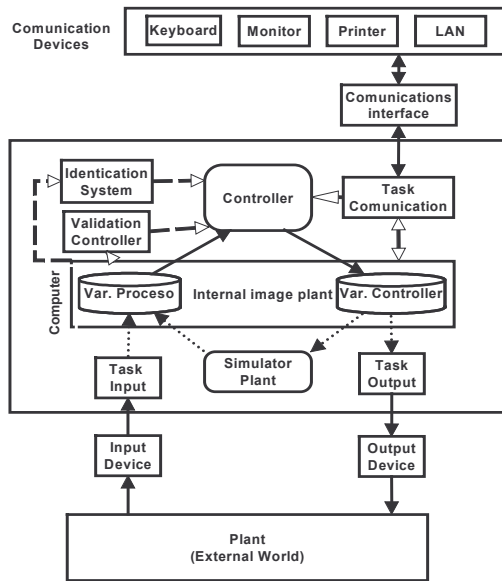 Comunication
Devices
Keyboard
Monitor
Printer
LAN
Comunications
interface
Identication
System
Controller
Task
Comunication
Validation
Controller
Computer
Var. Proceso
Internal image plant
Var. Controller
Task
Input
Simulator
Plant
Task
Output
Input
Device
Output
Device
Plant
(External World)